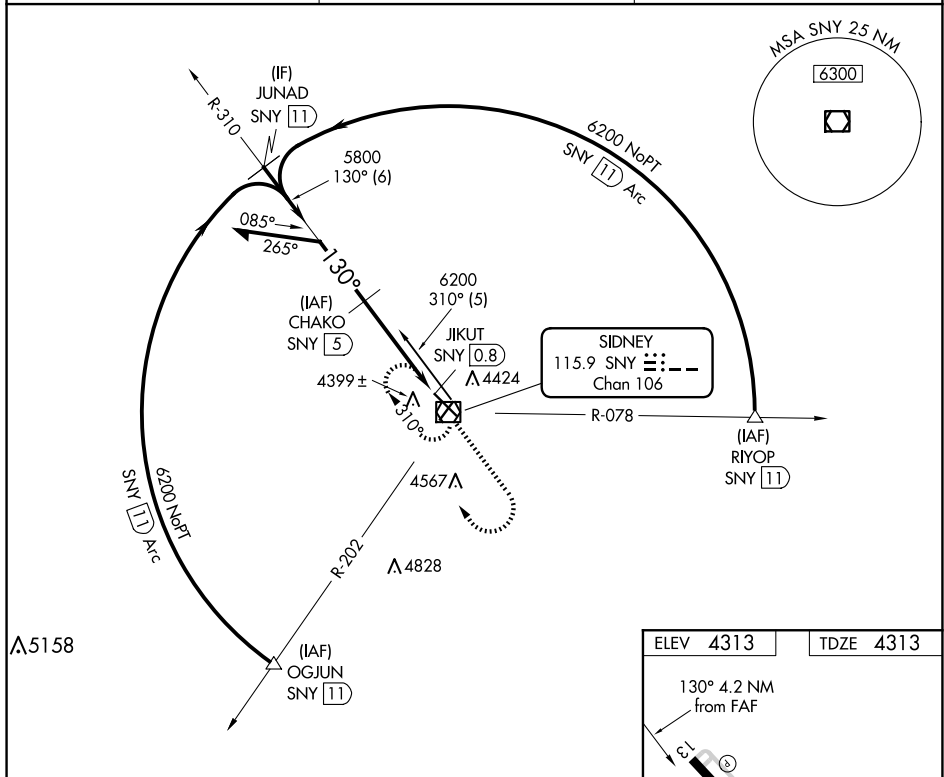 MSA SNY 25 NM
6300
(IF)
JUNAD
SNY 11
R-310
5800
130° (6)
6200 NoPT
SNY 11 Arc
085°
265°
130°
(IAF)
CHAKO
SNY 5
6200
310° (5)
JIKUT
SNY 0.8
SIDNEY
115.9 SNY
Chan 106
4399 ±
4424
310°
R-078
(IAF)
RIYOP
SNY 11
4567
6200 NoPT
SNY 11 Arc
R-202
4828
5158
(IAF)
OGJUN
SNY 11
ELEV 4313
TDZE 4313
130° 4.2 NM
from FAF
13
P